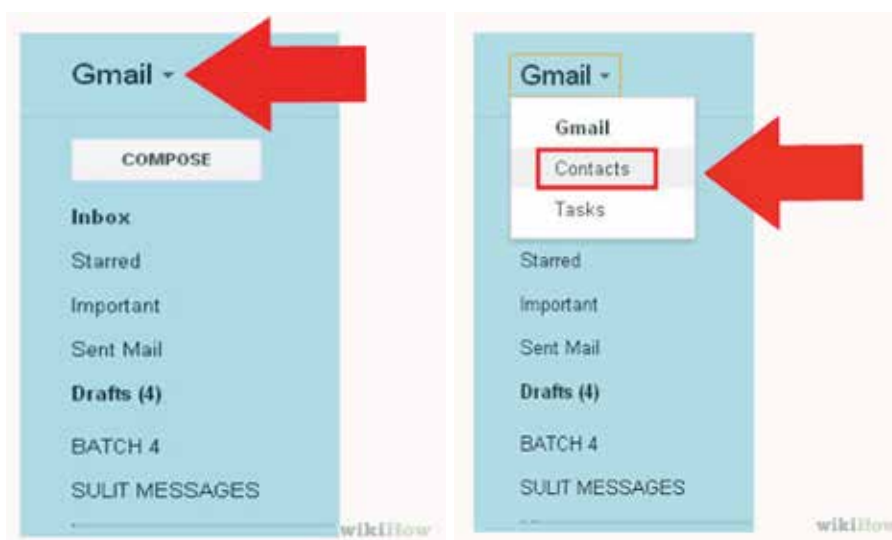 Gmail
COMPOSE
Inbox
Starred
Important
Sent Mail
Drafts (4)
BATCH 4
SULIT MESSAGES
wikiHow
Gmail
Gmail
Contacts
Tasks
Starred
Important
Sent Mail
Drafts (4)
BATCH 4
SULIT MESSAGES
wikiHow